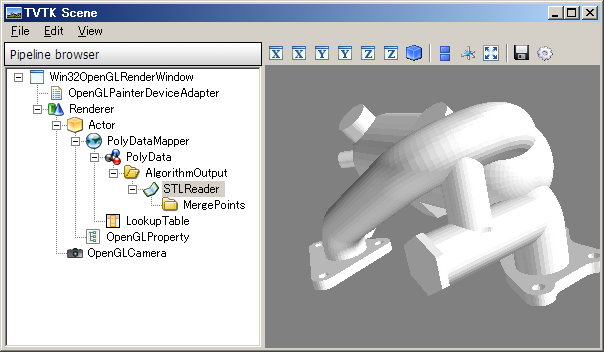 TVTK Scene
File Edit View
Pipeline browser
X X Y Y Z Z
Win32OpenGLRenderWindow
OpenGLPainterDeviceAdapter
Renderer
Actor
PolyDataMapper
PolyData
AlgorithmOutput
STLReader
MergePoints
LookupTable
OpenGLProperty
OpenGLCamera